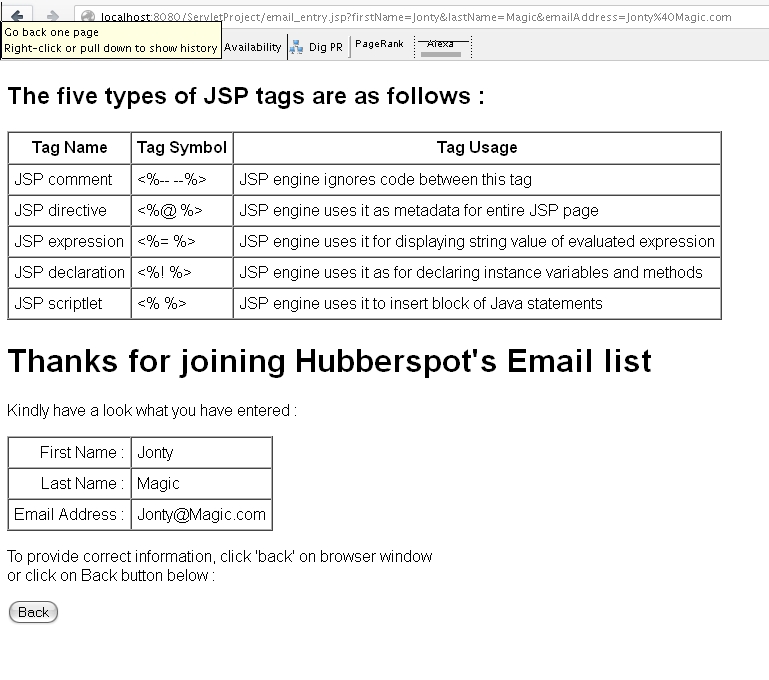 localhost:8080/ServletProject/email_entry.jsp?firstName=Jonty&lastName=Magic&emailAddress=Jonty%40Magic.com
Go back one page
Right-click or pull down to show history
Availability Dig PR PageRank Alexa
The five types of JSP tags are as follows :
Tag Name Tag Symbol Tag Usage
JSP comment <%-- --%> JSP engine ignores code between this tag
JSP directive <%@ %> JSP engine uses it as metadata for entire JSP page
JSP expression <%= %> JSP engine uses it for displaying string value of evaluated expression
JSP declaration <%! %> JSP engine uses it as for declaring instance variables and methods
JSP scriptlet <% %> JSP engine uses it to insert block of Java statements
Thanks for joining Hubberspot's Email list
Kindly have a look what you have entered :
First Name : Jonty
Last Name : Magic
Email Address : Jonty@Magic.com
To provide correct information, click 'back' on browser window
or click on Back button below :
Back